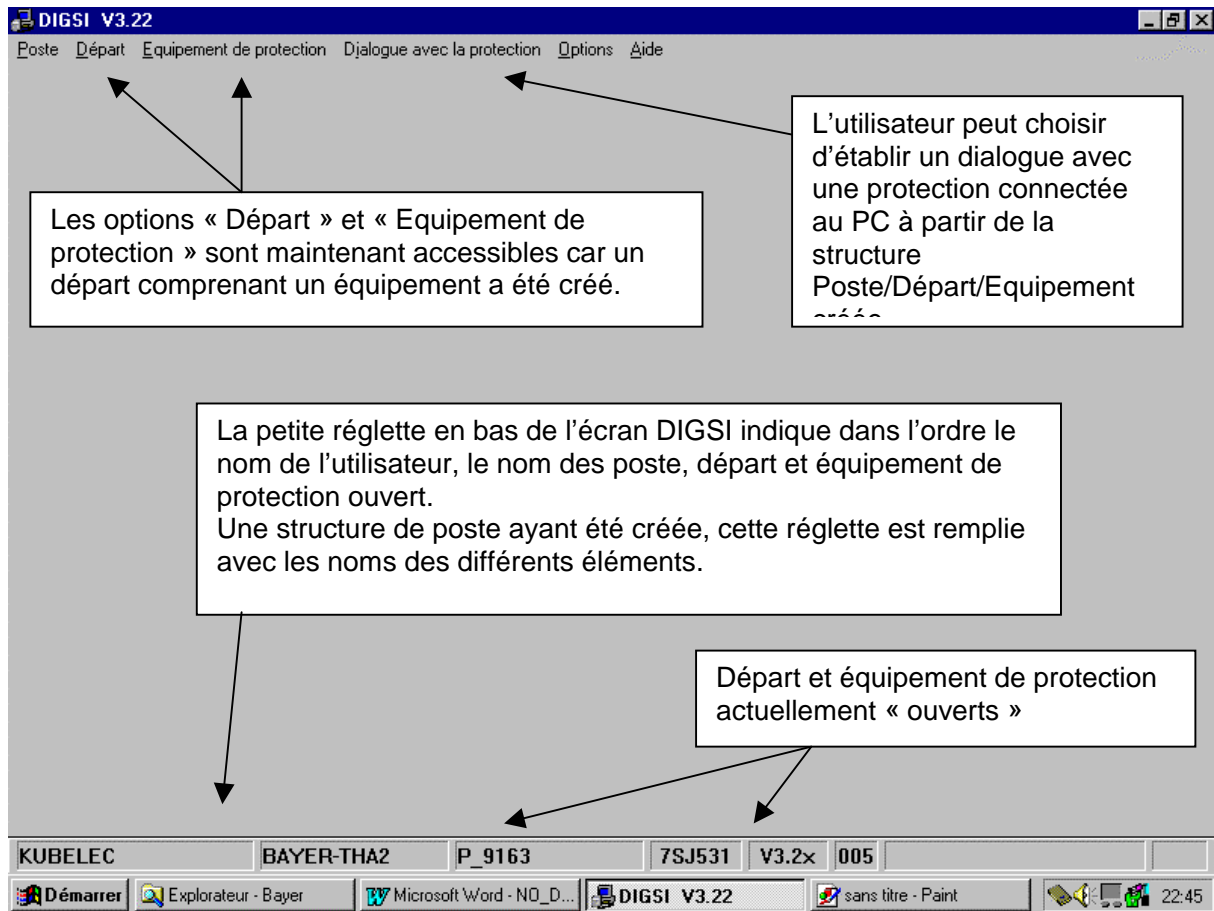 DIGSI V3.22
Poste Départ Equipement de protection Djalogue avec la protection Options Aide
L’utilisateur peut choisir
d’établir un dialogue avec
une protection connectée
au PC à partir de la
structure
Poste/Départ/Equipement
créée
Les options « Départ » et « Equipement de
protection » sont maintenant accessibles car un
départ comprenant un équipement a été créé.
La petite réglette en bas de l’écran DIGSI indique dans l’ordre le
nom de l’utilisateur, le nom des poste, départ et équipement de
protection ouvert.
Une structure de poste ayant été créée, cette réglette est remplie
avec les noms des différents éléments.
Départ et équipement de protection
actuellement « ouverts »
KUBELEC BAYER-THA2 P_9163 7SJ531 V3.2x 005
Démarrer Explorateur - Bayer Microsoft Word - NO_D... DIGSI V3.22 sans titre - Paint 22:45